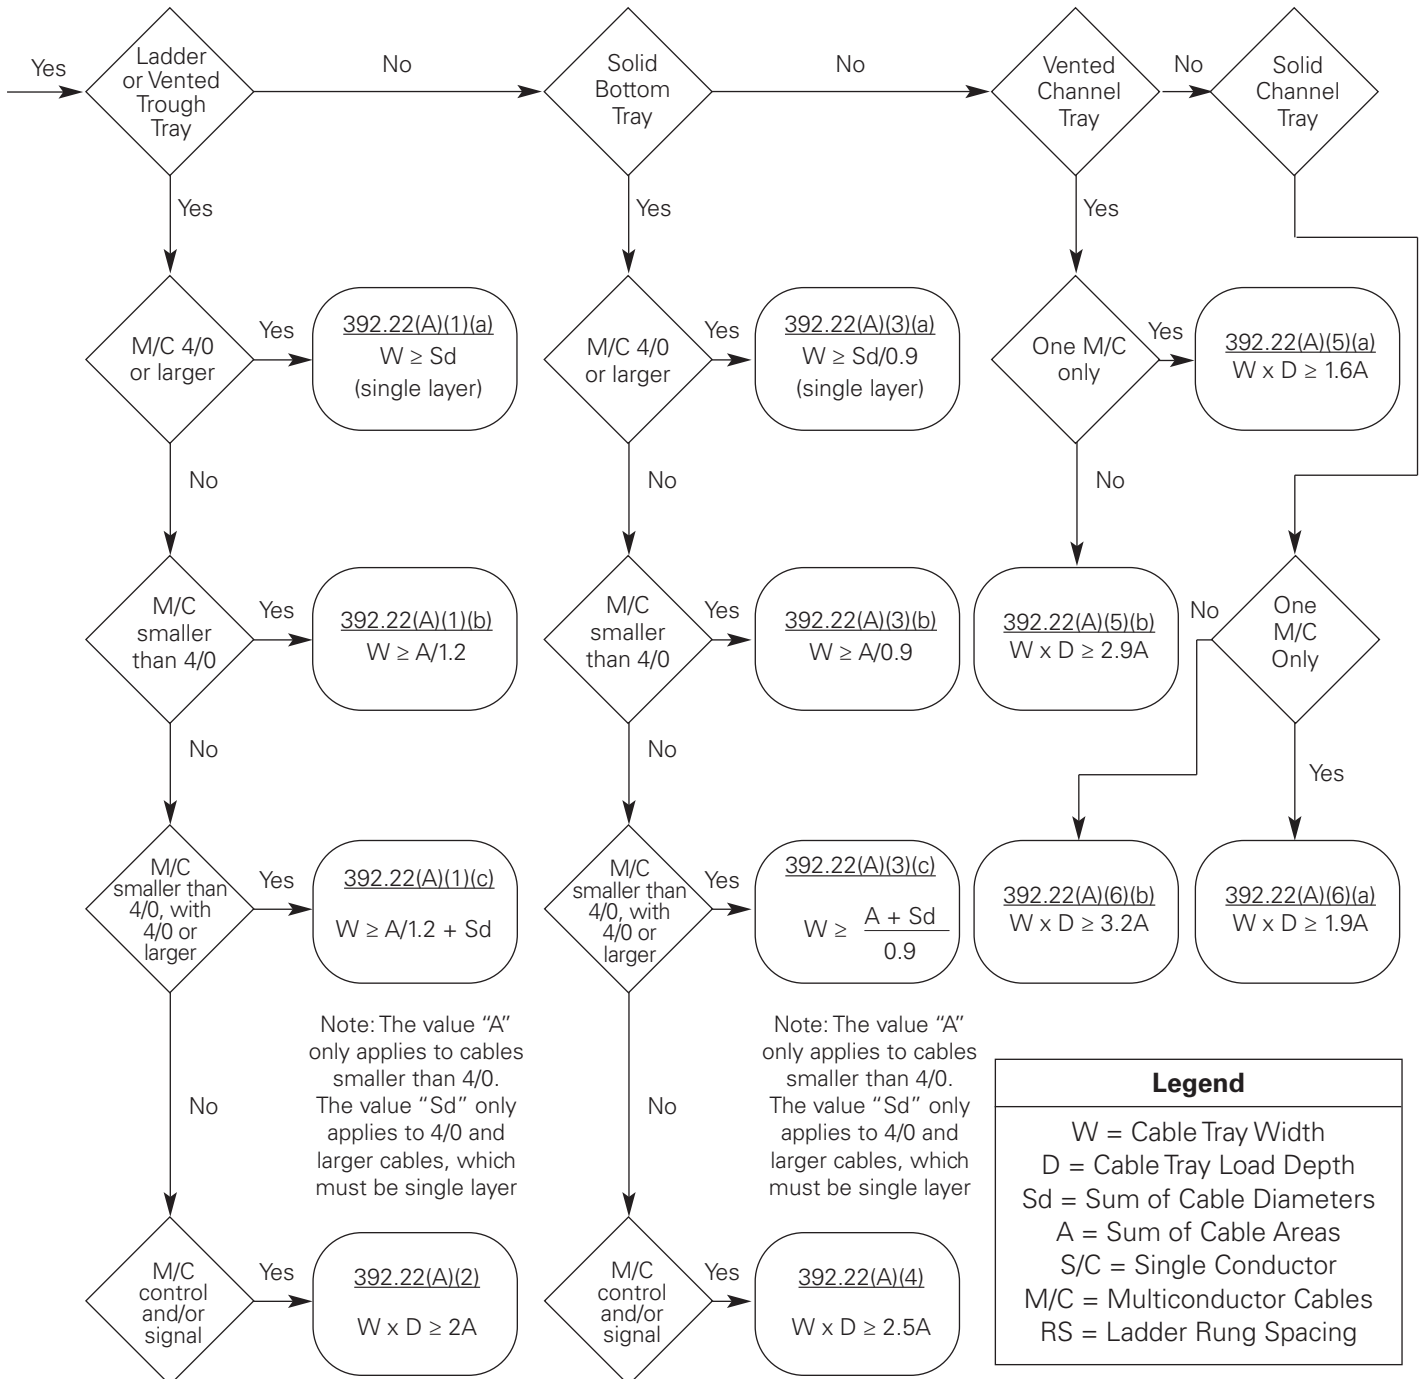 Yes
Ladder
or Vented
Trough
Tray
No
Solid
Bottom
Tray
No
Vented
Channel
Tray
No
Solid
Channel
Tray
Yes
Yes
Yes
M/C 4/0
or larger
Yes
392.22(A)(1)(a)
W ≥ Sd
(single layer)
M/C 4/0
or larger
Yes
392.22(A)(3)(a)
W ≥ Sd/0.9
(single layer)
One M/C
only
Yes
392.22(A)(5)(a)
W x D ≥ 1.6A
No
No
No
M/C
smaller
than 4/0
Yes
392.22(A)(1)(b)
W ≥ A/1.2
M/C
smaller
than 4/0
Yes
392.22(A)(3)(b)
W ≥ A/0.9
392.22(A)(5)(b)
W x D ≥ 2.9A
No
One
M/C
Only
No
No
Yes
M/C
smaller than
4/0, with
4/0 or
larger
Yes
392.22(A)(1)(c)
W ≥ A/1.2 + Sd
M/C
smaller than
4/0, with
4/0 or
larger
Yes
392.22(A)(3)(c)
W ≥ A + Sd
0.9
392.22(A)(6)(b)
W x D ≥ 3.2A
392.22(A)(6)(a)
W x D ≥ 1.9A
No
Note: The value “A”
only applies to cables
smaller than 4/0.
The value “Sd” only
applies to 4/0 and
larger cables, which
must be single layer
No
Note: The value “A”
only applies to cables
smaller than 4/0.
The value “Sd” only
applies to 4/0 and
larger cables, which
must be single layer
Legend
W = Cable Tray Width
D = Cable Tray Load Depth
Sd = Sum of Cable Diameters
A = Sum of Cable Areas
S/C = Single Conductor
M/C = Multiconductor Cables
RS = Ladder Rung Spacing
M/C
control
and/or
signal
Yes
392.22(A)(2)
W x D ≥ 2A
M/C
control
and/or
signal
Yes
392.22(A)(4)
W x D ≥ 2.5A